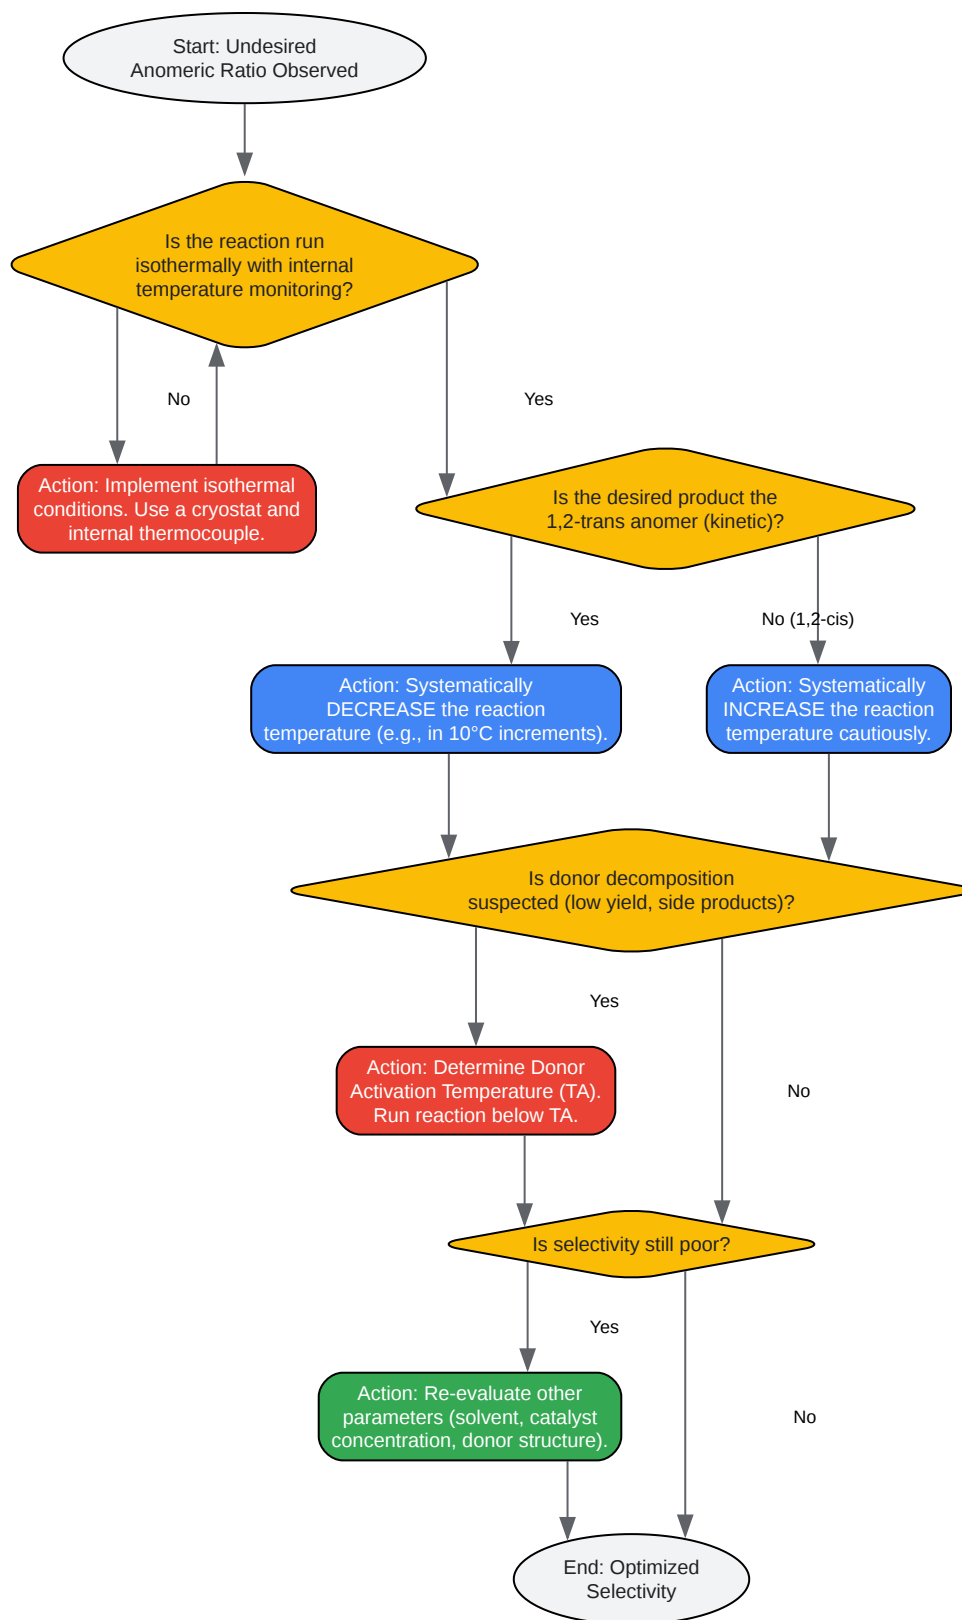 Start: Undesired
Anomeric Ratio Observed
Is the reaction run
isothermally with internal
temperature monitoring?
No
Yes
Action: Implement isothermal
conditions. Use a cryostat and
internal thermocouple.
Is the desired product the
1,2-trans anomer (kinetic)?
Yes
No (1,2-cis)
Action: Systematically
DECREASE the reaction
temperature (e.g., in 10°C increments).
Action: Systematically
INCREASE the reaction
temperature cautiously.
Is donor decomposition
suspected (low yield, side products)?
Yes
Action: Determine Donor
Activation Temperature (TA).
Run reaction below TA.
No
Is selectivity still poor?
Yes
Action: Re-evaluate other
parameters (solvent, catalyst
concentration, donor structure).
No
End: Optimized
Selectivity